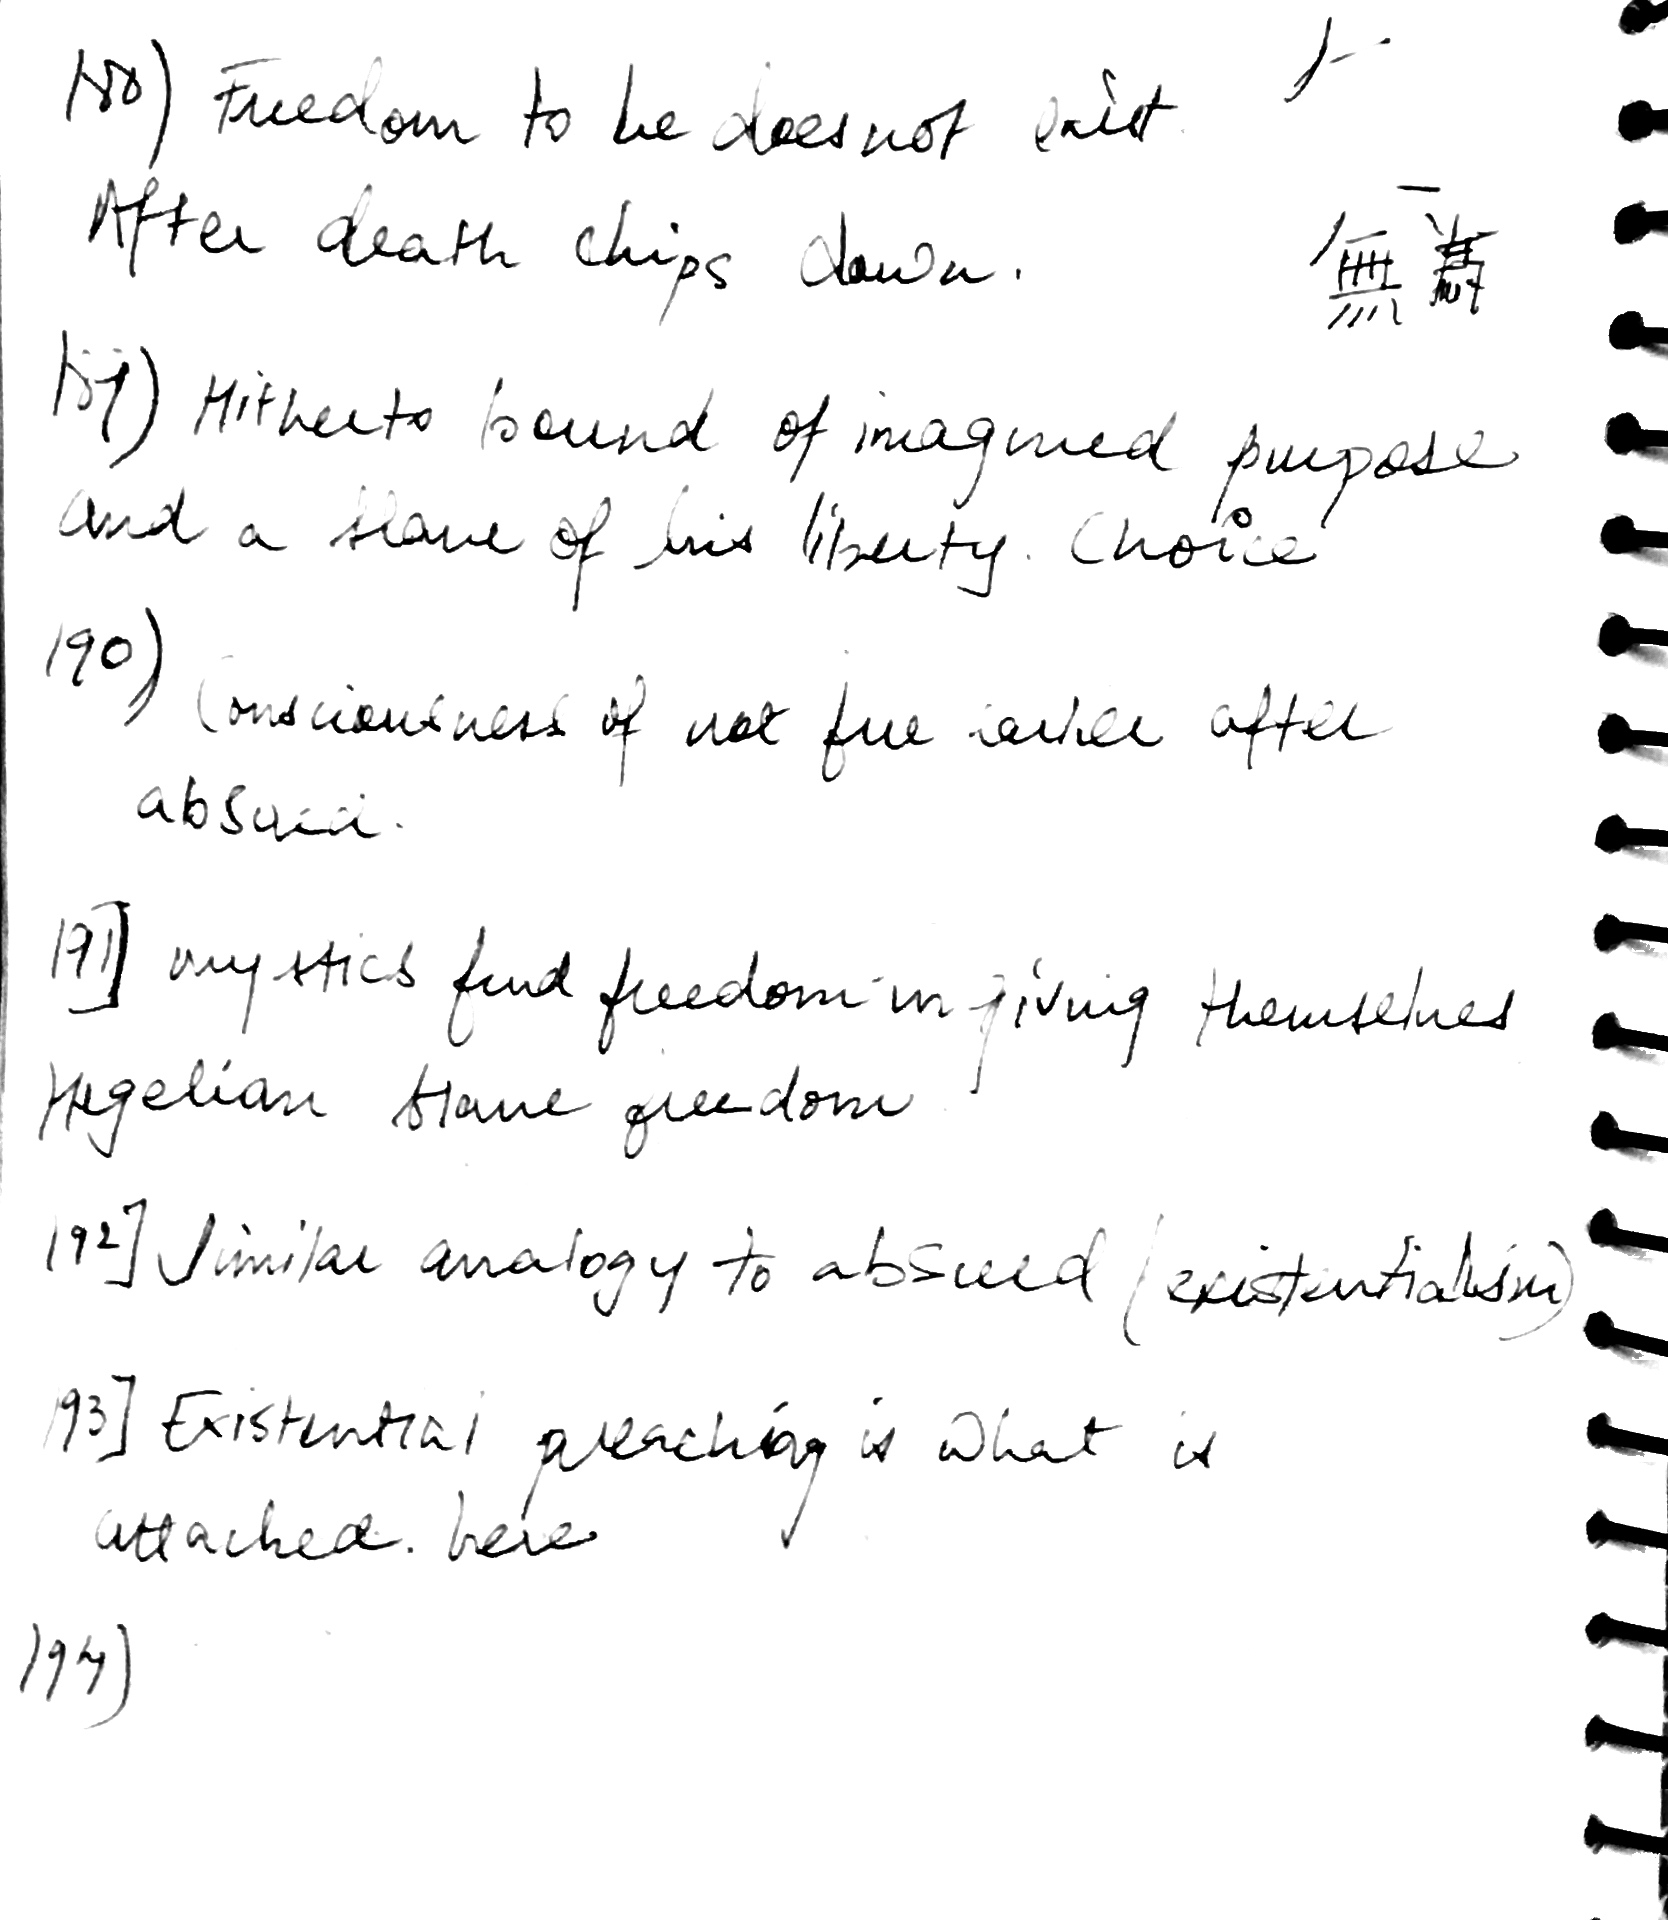 188) Freedom to be does not exist.
After death chips down.
無
189) Hitherto bound of imagined purpose
and a slave of his liberty. Choice
190) Consciousness of not free earlier after
absurd.
191] mystics find freedom in giving themselves
Hegelian slave freedom
192] Similar analogy to absurd (existentialism)
193] Existential preaching is what is
attached. here
194)